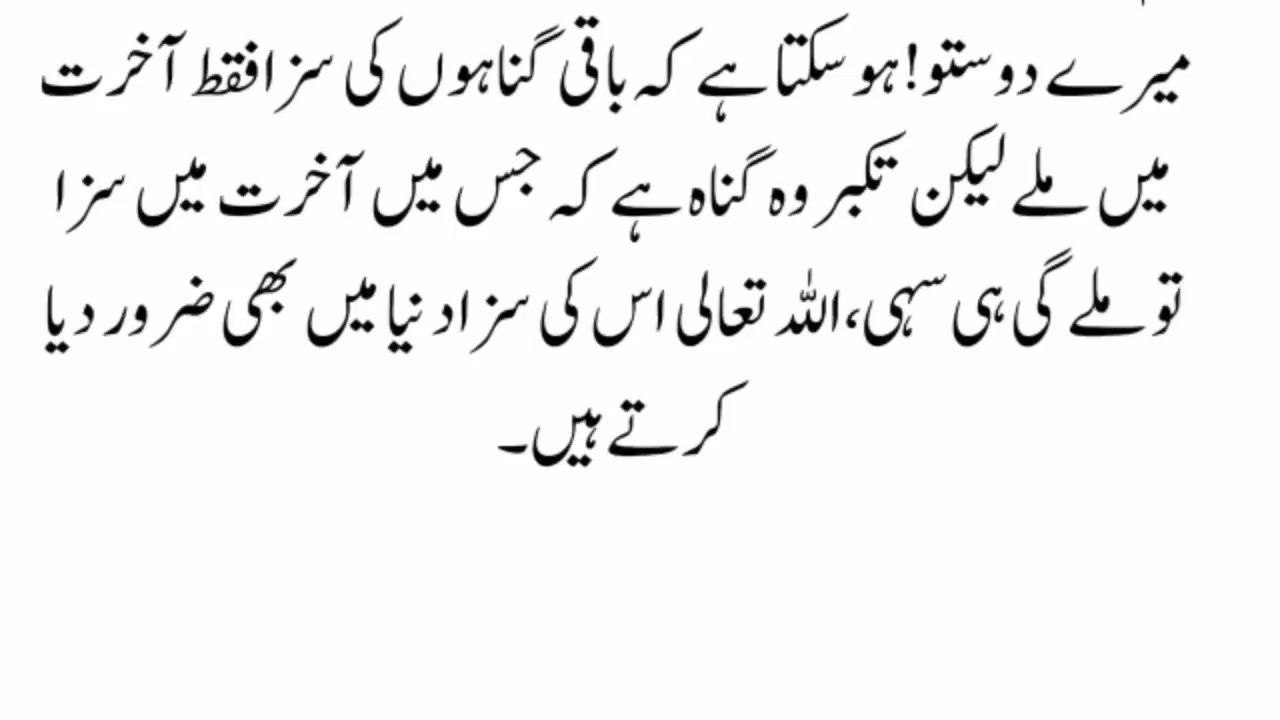 میرے دوستو! ہو سکتا ہے کہ باقی گناہوں کی سزا فقط آخرت
میں ملے لیکن تکبر وہ گناہ ہے کہ جس میں آخرت میں سزا
تو ملے گی ہی سہی، اللہ تعالی اس کی سزا دنیا میں بھی ضرور دیا
کرتے ہیں۔